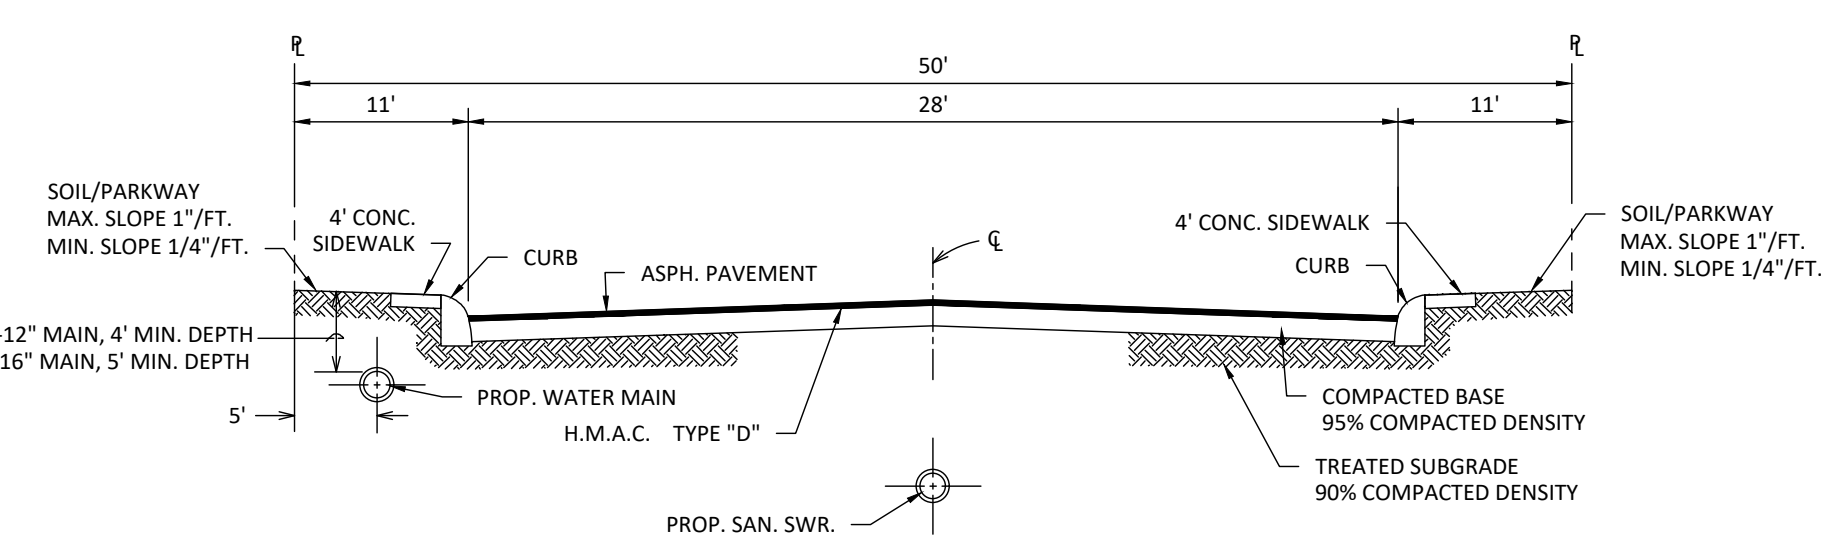 PL
PL
50'
11'
28'
11'
SOIL/PARKWAY
MAX. SLOPE 1"/FT.
MIN. SLOPE 1/4"/FT.
4' CONC.
SIDEWALK
CURB
ASPH. PAVEMENT
CL
4' CONC. SIDEWALK
CURB
SOIL/PARKWAY
MAX. SLOPE 1"/FT.
MIN. SLOPE 1/4"/FT.
-12" MAIN, 4' MIN. DEPTH
16" MAIN, 5' MIN. DEPTH
5'
PROP. WATER MAIN
H.M.A.C. TYPE "D"
COMPACTED BASE
95% COMPACTED DENSITY
TREATED SUBGRADE
90% COMPACTED DENSITY
PROP. SAN. SWR.